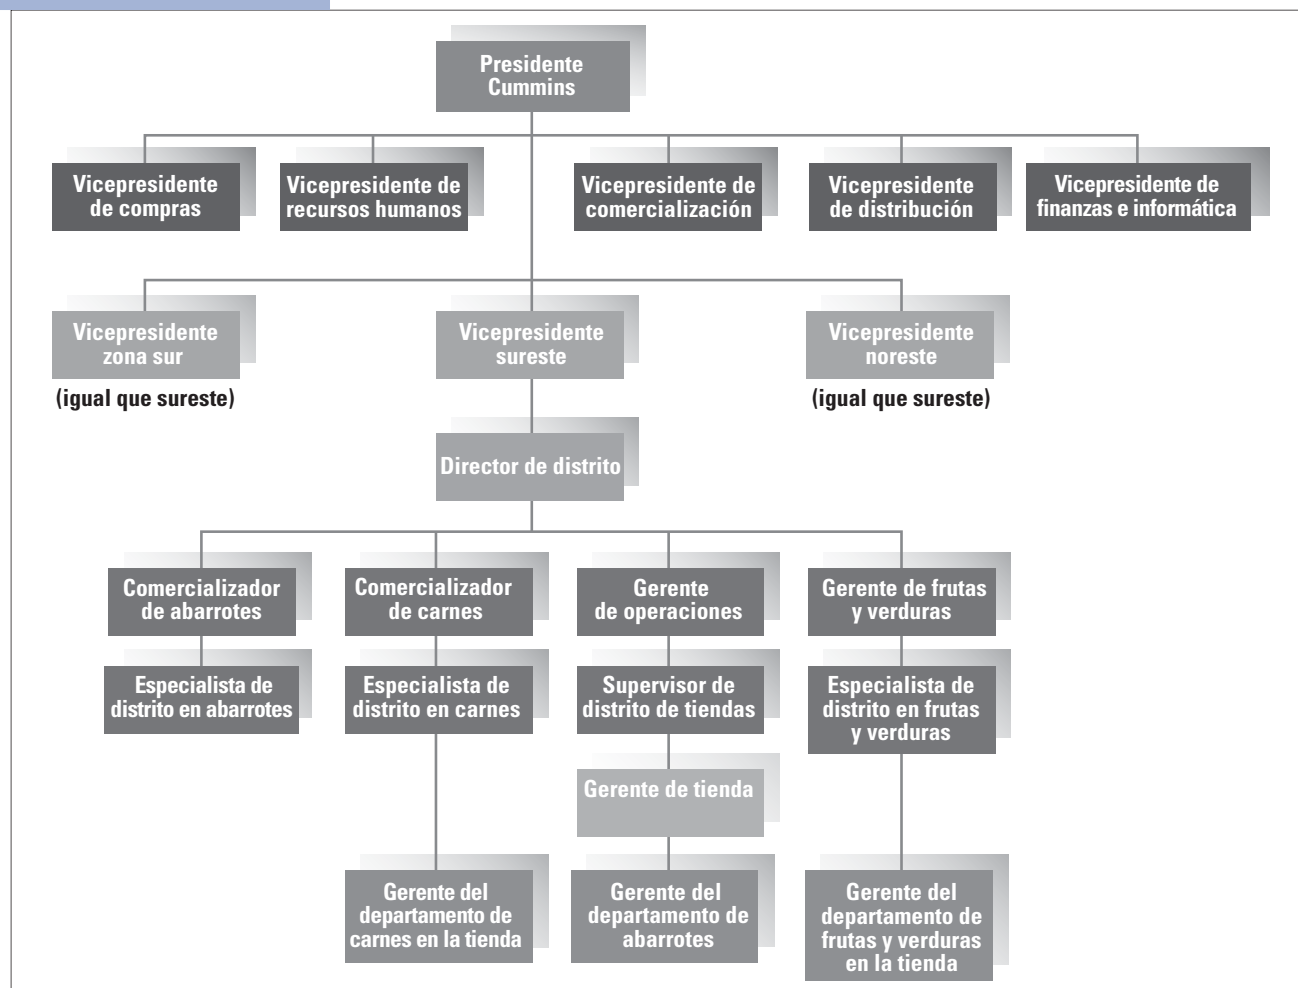 Presidente
Cummins
Vicepresidente
de compras
Vicepresidente de
recursos humanos
Vicepresidente de
comercialización
Vicepresidente
de distribución
Vicepresidente de
finanzas e informática
Vicepresidente
zona sur
(igual que sureste)
Vicepresidente
sureste
Vicepresidente
noreste
(igual que sureste)
Director de distrito
Comercializador
de abarrotes
Comercializador
de carnes
Gerente
de operaciones
Gerente de frutas
y verduras
Especialista de
distrito en abarrotes
Especialista de
distrito en carnes
Supervisor de
distrito de tiendas
Especialista de
distrito en frutas
y verduras
Gerente de tienda
Gerente del
departamento de
carnes en la tienda
Gerente del
departamento de
abarrotes
Gerente del
departamento de
frutas y verduras
en la tienda